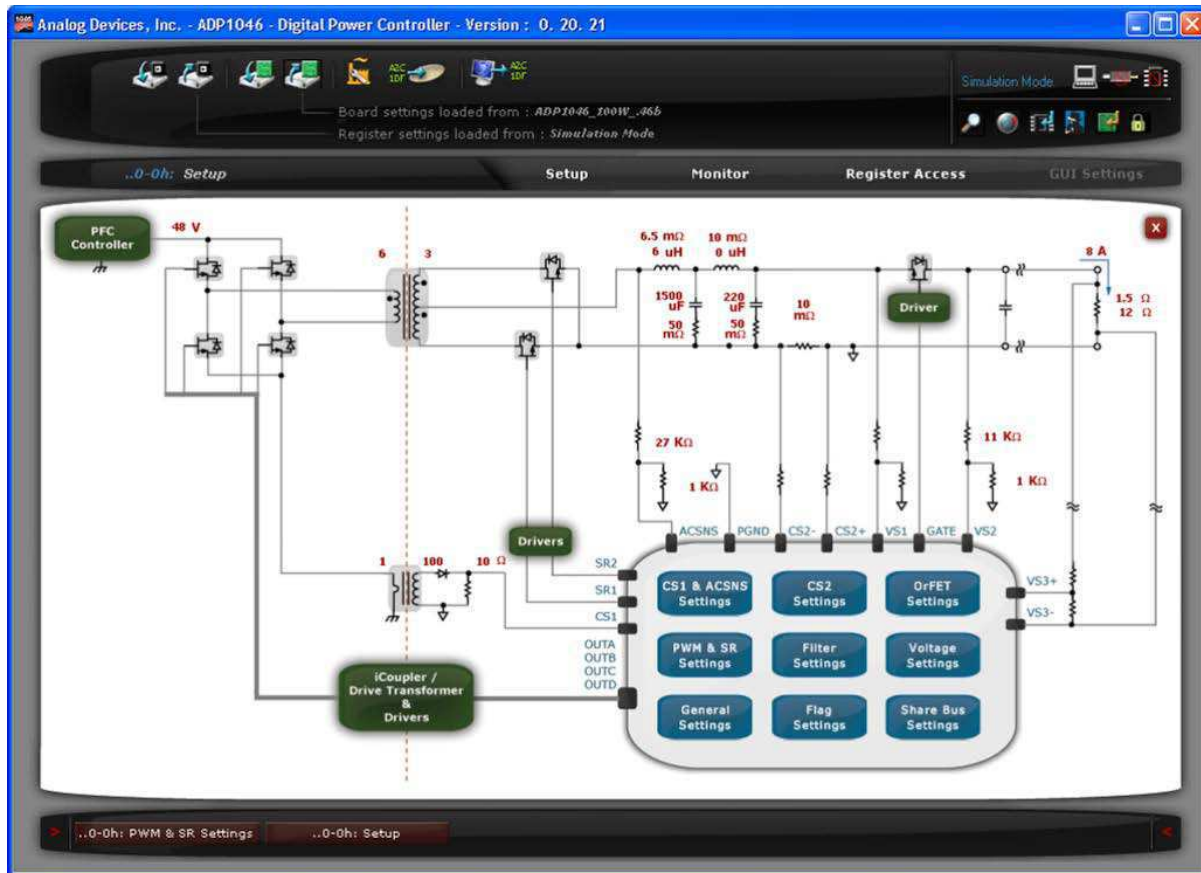 Analog Devices, Inc. - ADP1046 - Digital Power Controller - Version : 0. 20. 21
A2C
1DF
A2C
1DF
Simulation Mode
Board settings loaded from : ADP1046_100W_.46b
Register settings loaded from : Simulation Mode
..0-0h: Setup
Setup
Monitor
Register Access
GUI Settings
PFC
Controller
48 V
6
3
6.5 mΩ
6 uH
10 mΩ
0 uH
X
8 A
1500
uF
50
mΩ
220
uF
50
mΩ
10
mΩ
Driver
1.5 Ω
12 Ω
27 KΩ
1 KΩ
11 KΩ
1 KΩ
Drivers
1
100
10 Ω
ACSNS
PGND
CS2-
CS2+
VS1
GATE
VS2
SR2
SR1
CS1
OUTA
OUTB
OUTC
OUTD
VS3+
VS3-
CS1 & ACSNS
Settings
CS2
Settings
OrFET
Settings
PWM & SR
Settings
Filter
Settings
Voltage
Settings
General
Settings
Flag
Settings
Share Bus
Settings
iCoupler /
Drive Transformer
&
Drivers
>
..0-0h: PWM & SR Settings
..0-0h: Setup
<